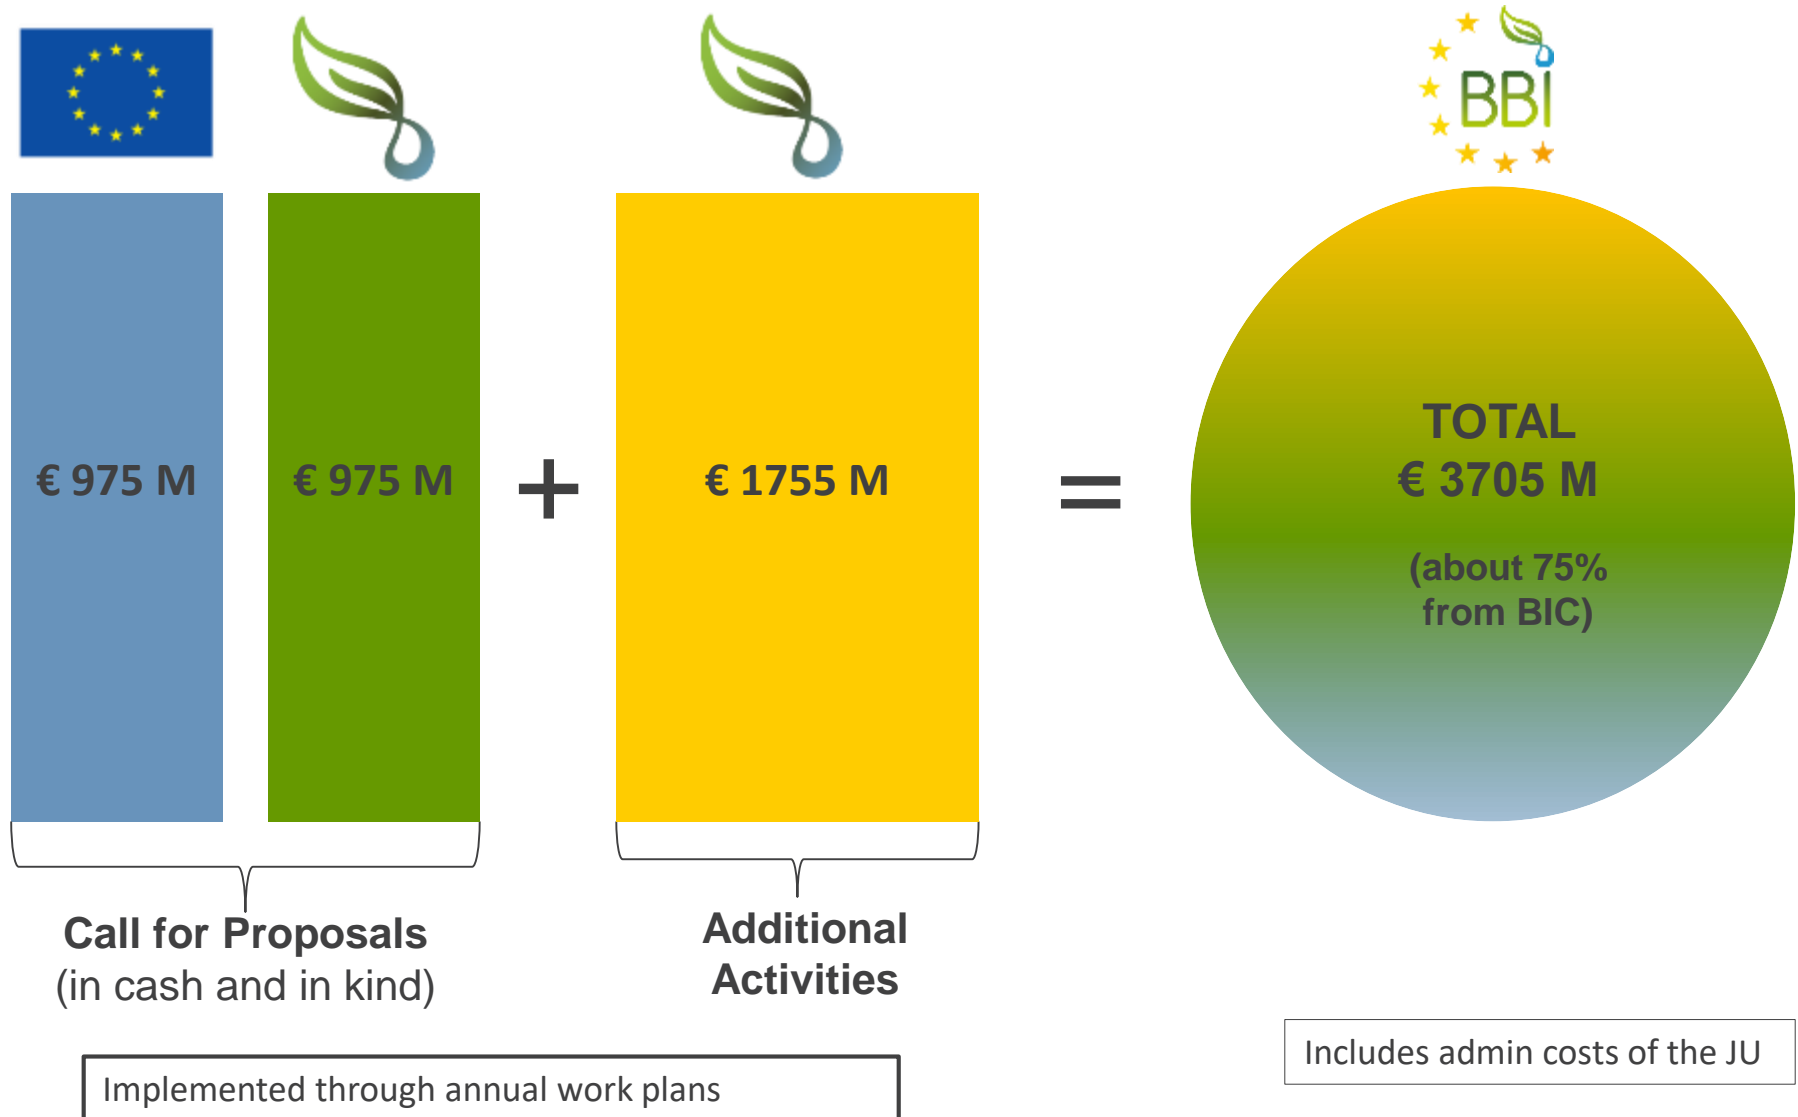 BBI
€ 975 M
€ 975 M
+
€ 1755 M
=
TOTAL
€ 3705 M
(about 75%
from BIC)
Call for Proposals
(in cash and in kind)
Additional
Activities
Implemented through annual work plans
Includes admin costs of the JU